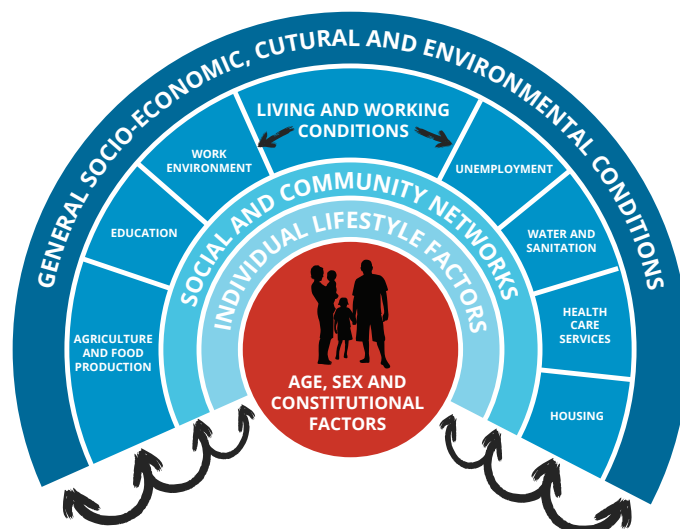 GENERAL SOCIO-ECONOMIC, CUTURAL AND ENVIRONMENTAL CONDITIONS
LIVING AND WORKING
CONDITIONS
WORK
ENVIRONMENT
UNEMPLOYMENT
EDUCATION
WATER AND
SANITATION
AGRICULTURE
AND FOOD
PRODUCTION
HEALTH
CARE
SERVICES
HOUSING
SOCIAL AND COMMUNITY NETWORKS
INDIVIDUAL LIFESTYLE FACTORS
AGE, SEX AND
CONSTITUTIONAL
FACTORS